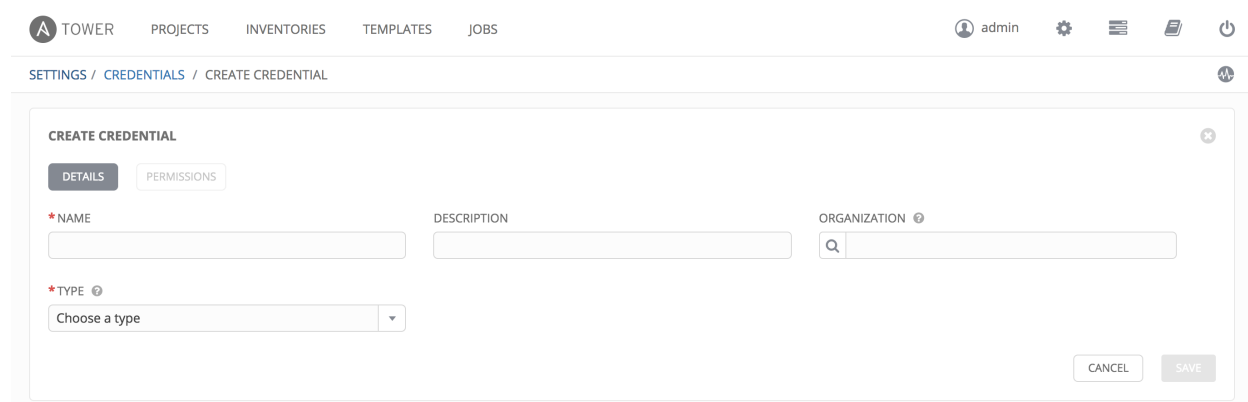 A TOWER PROJECTS INVENTORIES TEMPLATES JOBS admin
SETTINGS / CREDENTIALS / CREATE CREDENTIAL
CREATE CREDENTIAL
DETAILS PERMISSIONS
* NAME DESCRIPTION ORGANIZATION ?
* TYPE ?
Choose a type
CANCEL SAVE